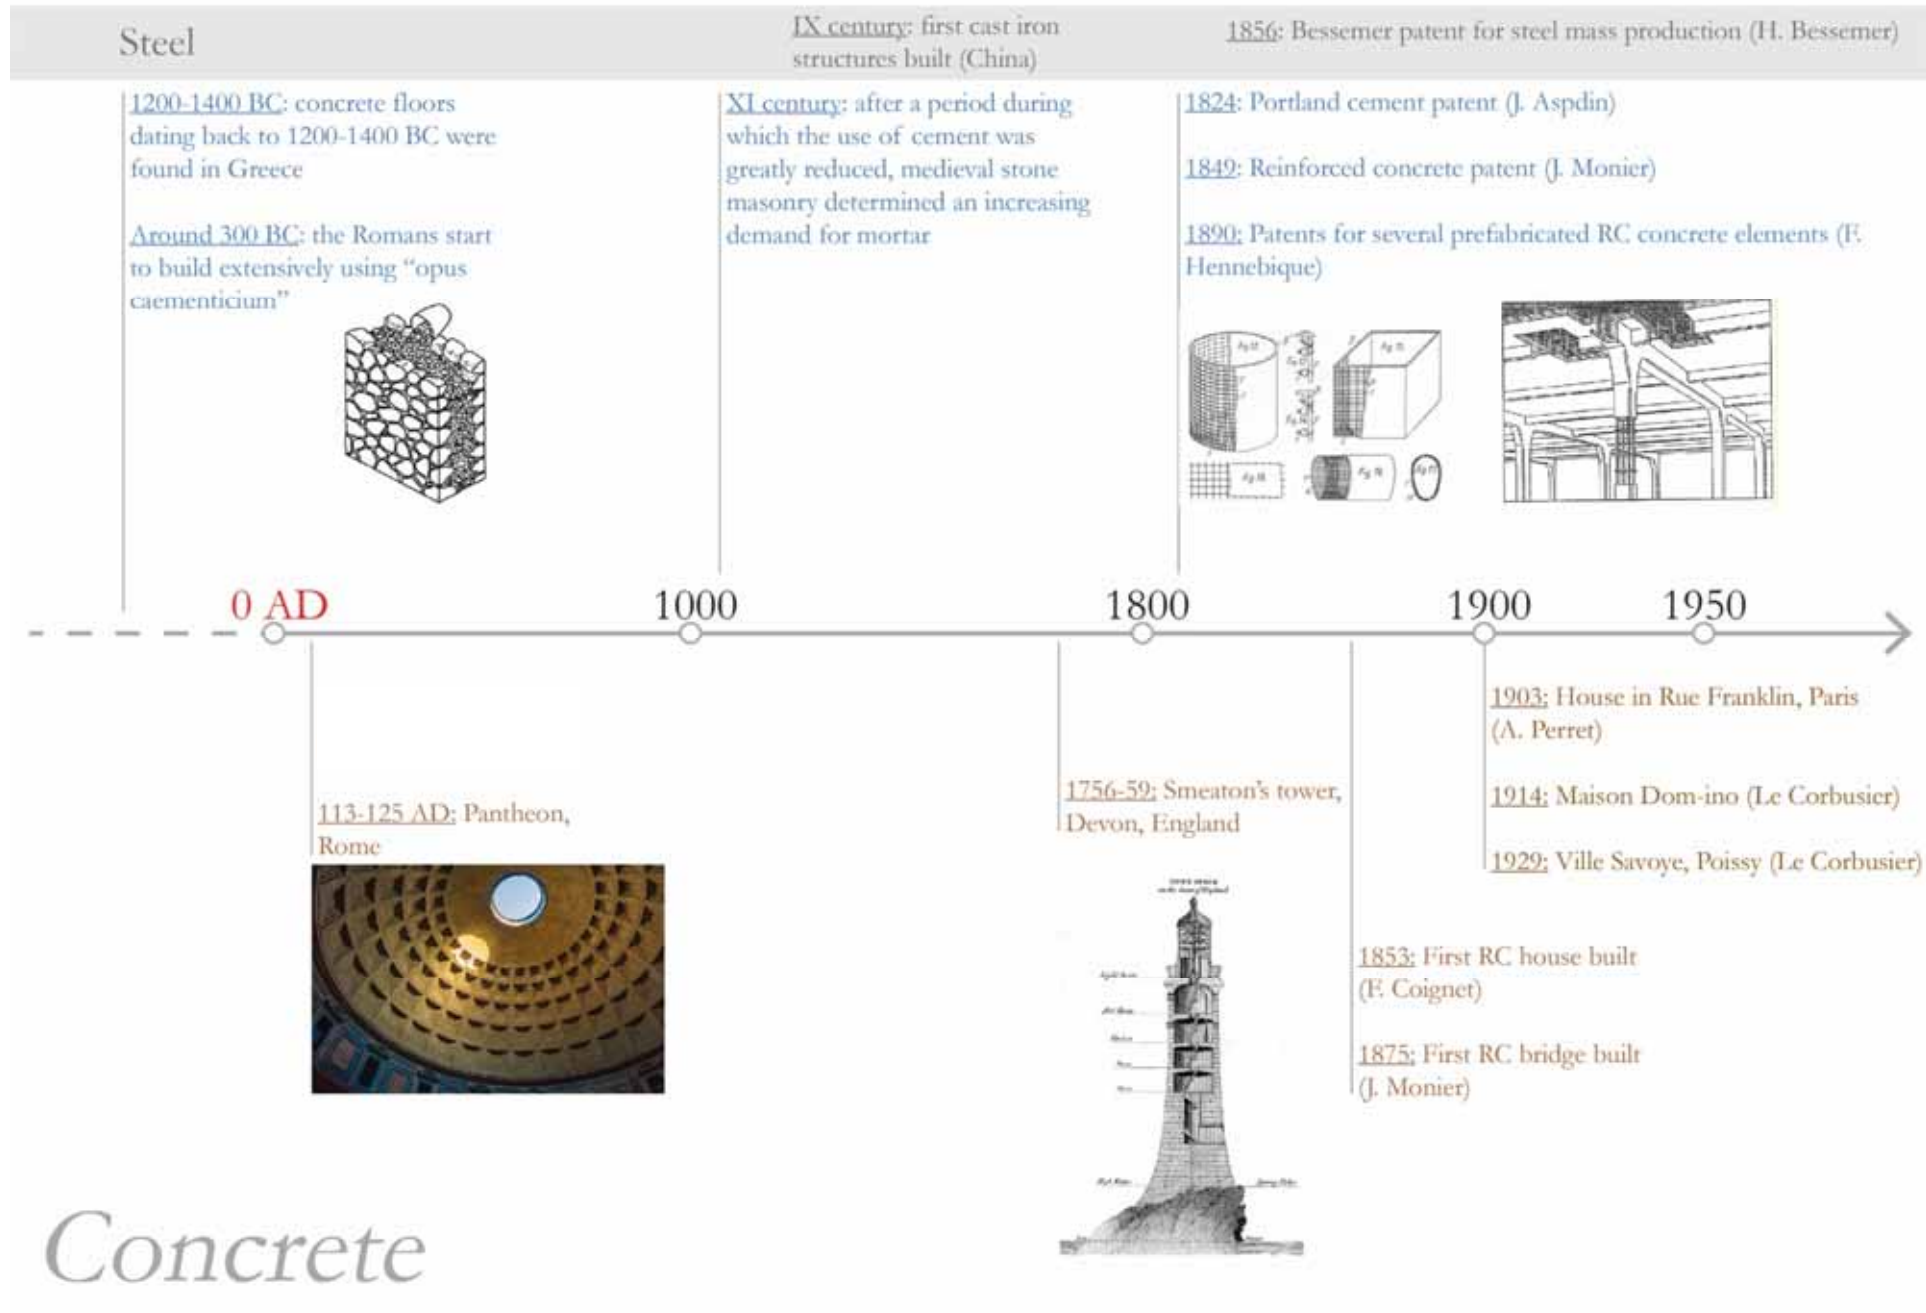 Steel
IX century: first cast iron
structures built (China)
1856: Bessemer patent for steel mass production (H. Bessemer)
1200-1400 BC: concrete floors
dating back to 1200-1400 BC were
found in Greece
Around 300 BC: the Romans start
to build extensively using “opus
caementicium”
XI century: after a period during
which the use of cement was
greatly reduced, medieval stone
masonry determined an increasing
demand for mortar
1824: Portland cement patent (J. Aspdin)
1849: Reinforced concrete patent (J. Monier)
1890: Patents for several prefabricated RC concrete elements (F.
Hennebique)
0 AD
1000
1800
1900
1950
113-125 AD: Pantheon,
Rome
1756-59: Smeaton’s tower,
Devon, England
1853: First RC house built
(F. Coignet)
1875: First RC bridge built
(J. Monier)
1903: House in Rue Franklin, Paris
(A. Perret)
1914: Maison Dom-ino (Le Corbusier)
1929: Ville Savoye, Poissy (Le Corbusier)
Concrete